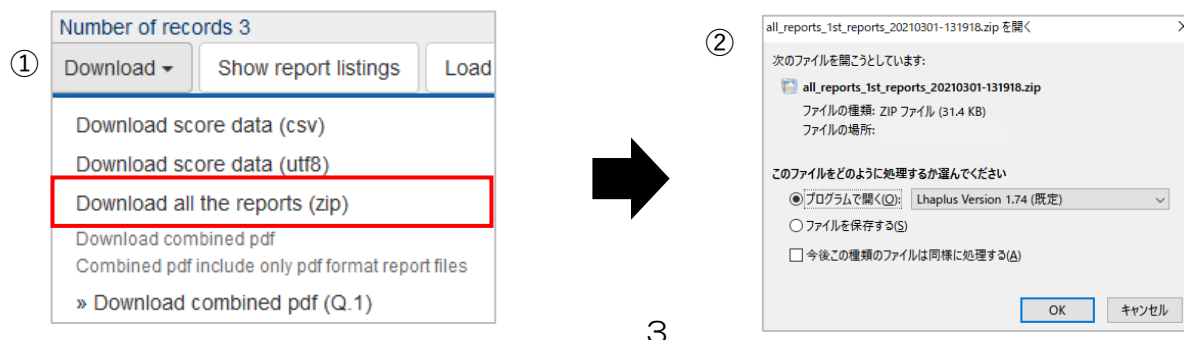 ①
Number of records 3
Download Show report listings Load
Download score data (csv)
Download score data (utf8)
Download all the reports (zip)
Download combined pdf
Combined pdf include only pdf format report files
» Download combined pdf (Q.1)
②
all_reports_1st_reports_20210301-131918.zip を開く
次のファイルを開こうとしています:
all_reports_1st_reports_20210301-131918.zip
ファイルの種類: ZIP ファイル (31.4 KB)
ファイルの場所:
このファイルをどのように処理するか選んでください
プログラムで開く(O): Lhaplus Version 1.74 (既定)
ファイルを保存する(S)
今後この種類のファイルは同様に処理する(A)
OK キャンセル
3